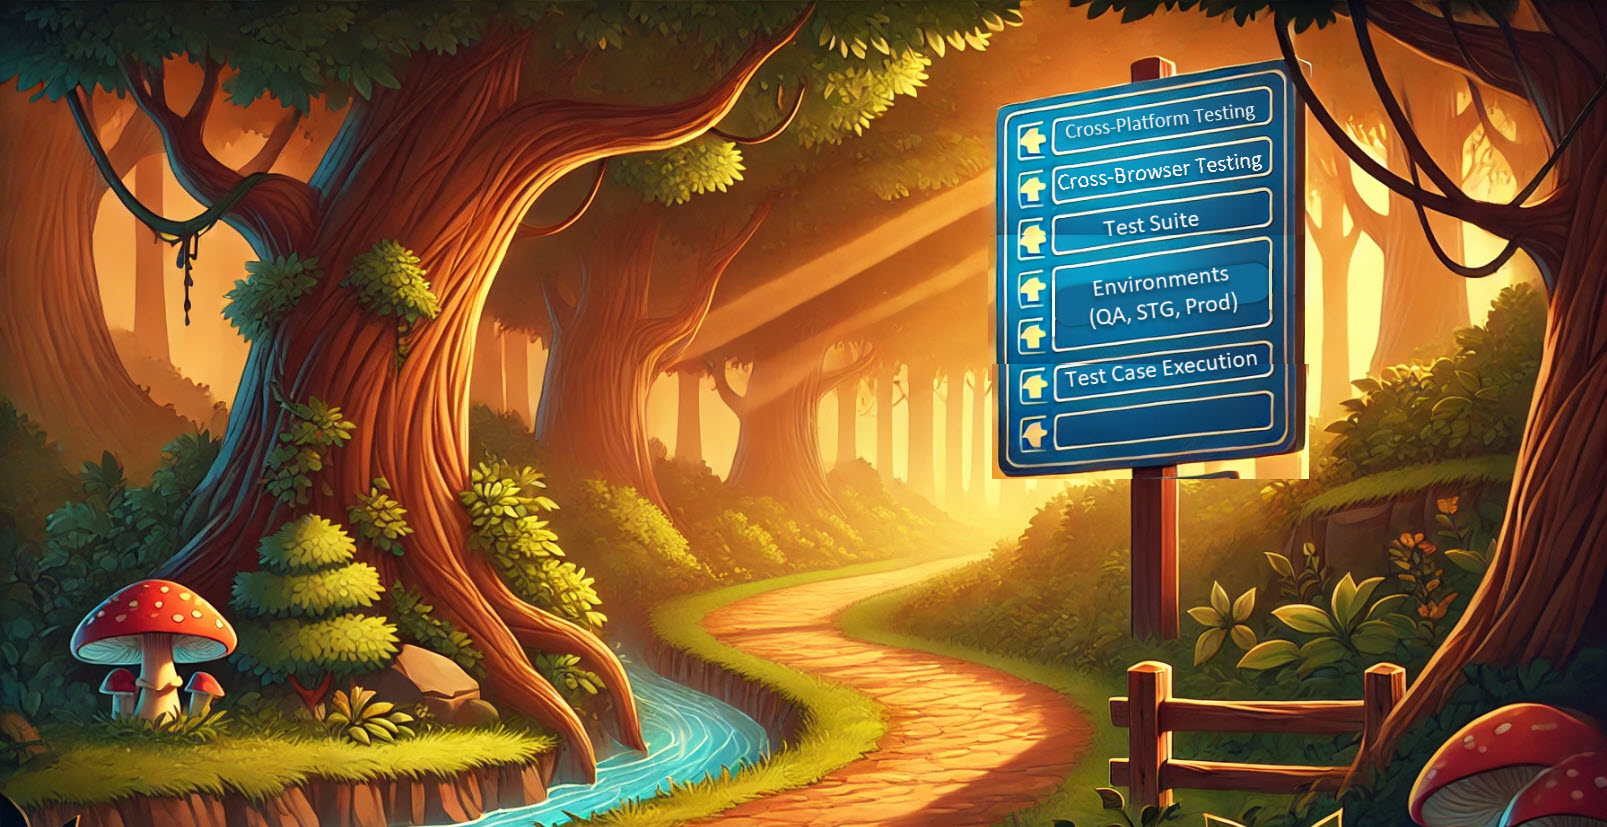 Cross-Platform Testing
Cross-Browser Testing
Test Suite
Environments
(QA, STG, Prod)
Test Case Execution